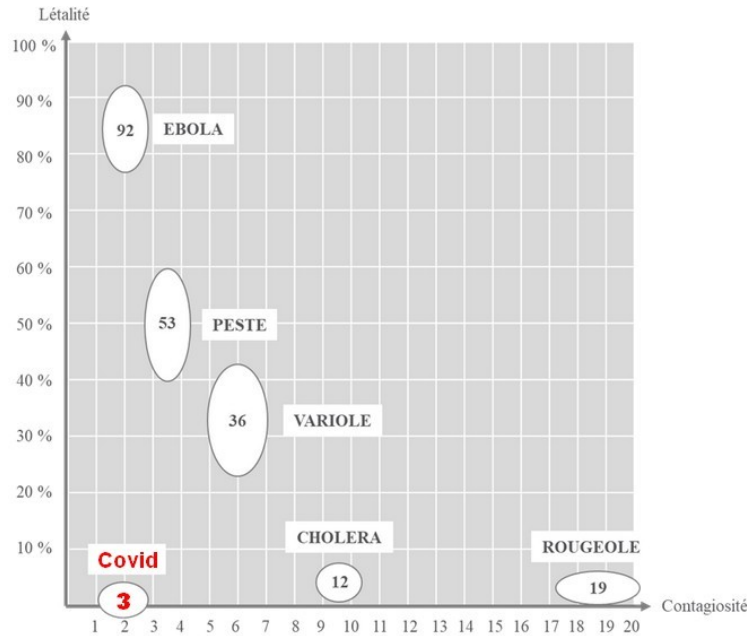 Létalité
100 %
90 %
92 EBOLA
80 %
70 %
60 %
50 %
53 PESTE
40 %
36 VARIOLE
30 %
20 %
CHOLERA
10 %
ROUGEOLE
Covid
12
19
3
Contagiosité
1 2 3 4 5 6 7 8 9 10 11 12 13 14 15 16 17 18 19 20